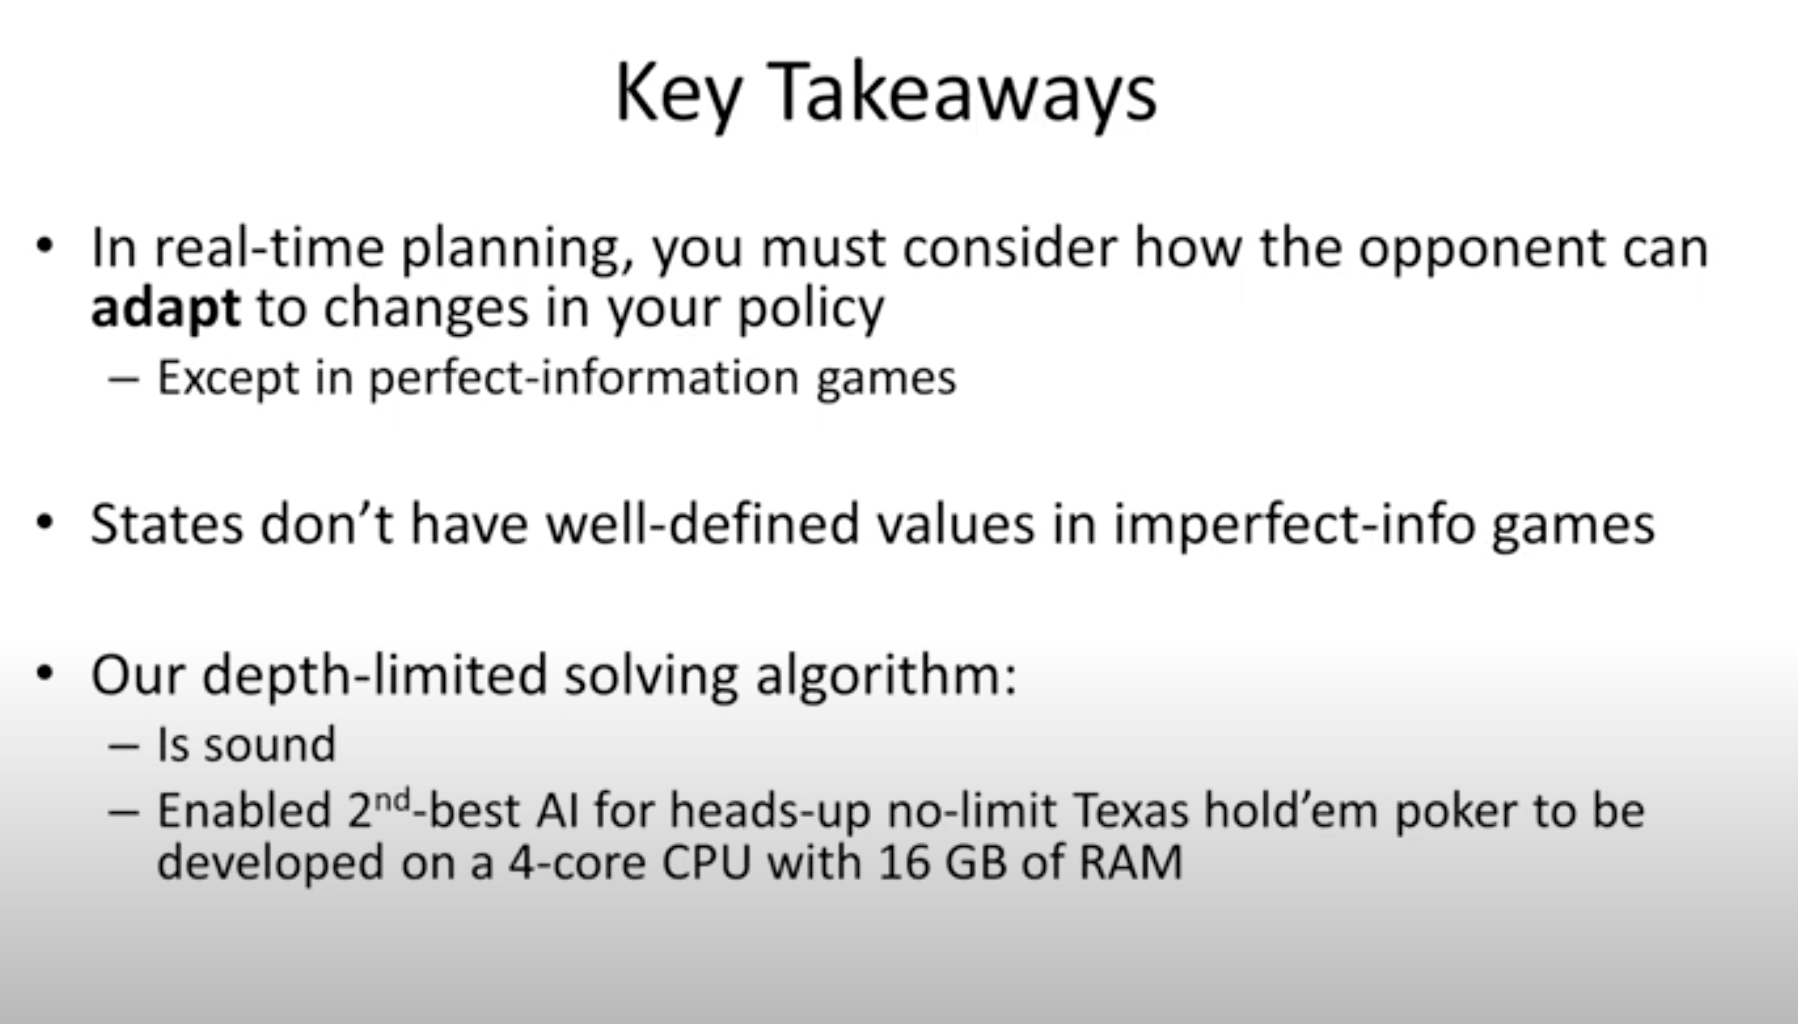 Key Takeaways
• In real-time planning, you must consider how the opponent can
adapt to changes in your policy
– Except in perfect-information games
• States don’t have well-defined values in imperfect-info games
• Our depth-limited solving algorithm:
– Is sound
– Enabled 2nd-best AI for heads-up no-limit Texas hold’em poker to be
developed on a 4-core CPU with 16 GB of RAM